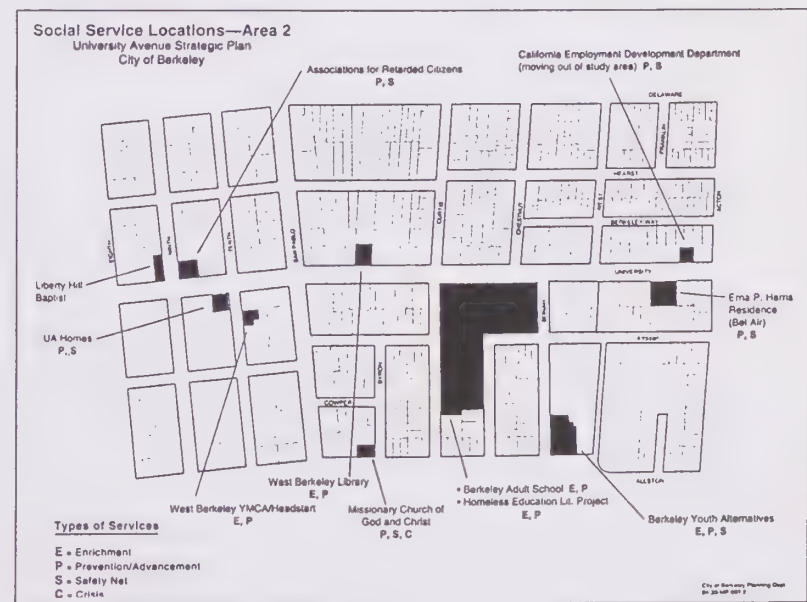 Social Service Locations—Area 2
University Avenue Strategic Plan
City of Berkeley
Associations for Retarded Citizens
P, S
California Employment Development Department
(moving out of study area) P, S
DELAWARE
FRANKLIN
HEARST
ACTON
WEST
CURTIS
CHESTNUT
BERKELEY WAY
EIGHTH
NINTH
TENTH
SAN PABLO
UNIVERSITY
Liberty Hill
Baptist
UA Homes
P, S
Erna P. Harris
Residence
(Bel Air)
P, S
BONAR
ADDISON
BYRON
COWPER
ALLSTON
West Berkeley Library
E, P
West Berkeley YMCA/Headstart
E, P
Missionary Church of
God and Christ
P, S, C
• Berkeley Adult School E, P
• Homeless Education Lit. Project
E, P
Berkeley Youth Alternatives
E, P, S
Types of Services
E = Enrichment
P = Prevention/Advancement
S = Safety Net
C = Crisis
City of Berkeley Planning Dept